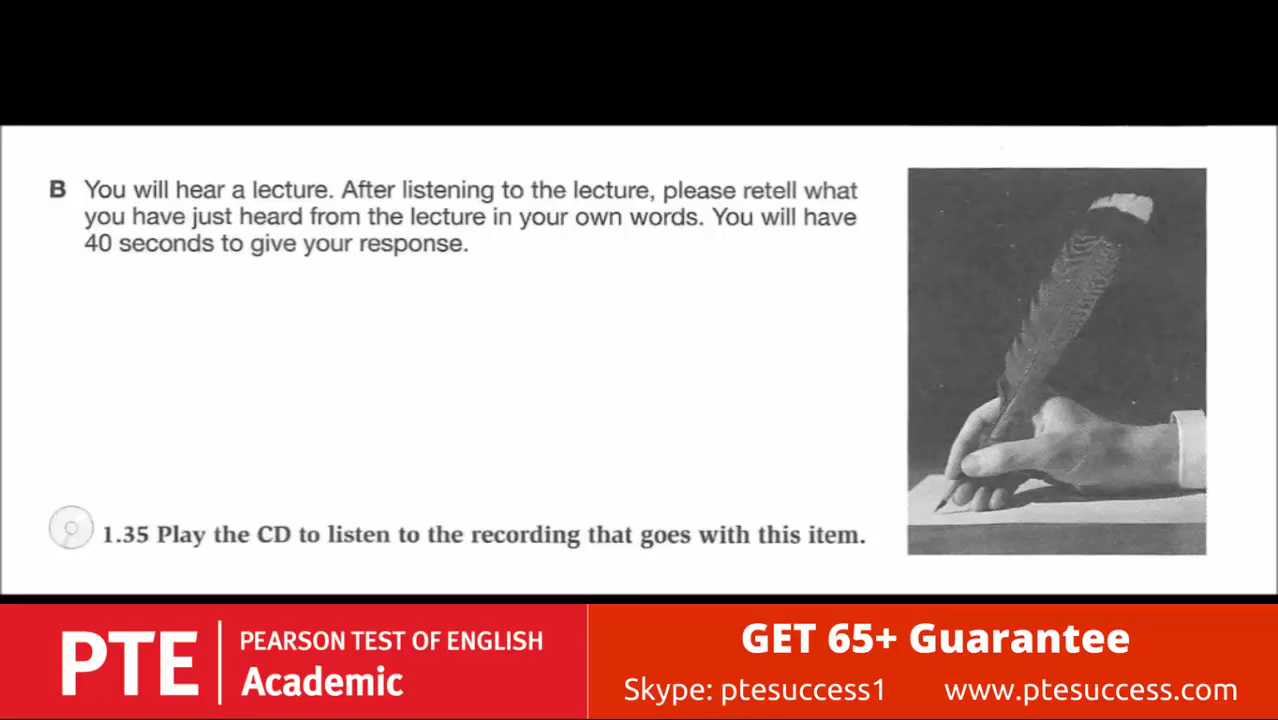 B You will hear a lecture. After listening to the lecture, please retell what
you have just heard from the lecture in your own words. You will have
40 seconds to give your response.
1.35 Play the CD to listen to the recording that goes with this item.
PTE
PEARSON TEST OF ENGLISH
Academic
GET 65+ Guarantee
Skype: ptesuccess1 www.ptesuccess.com